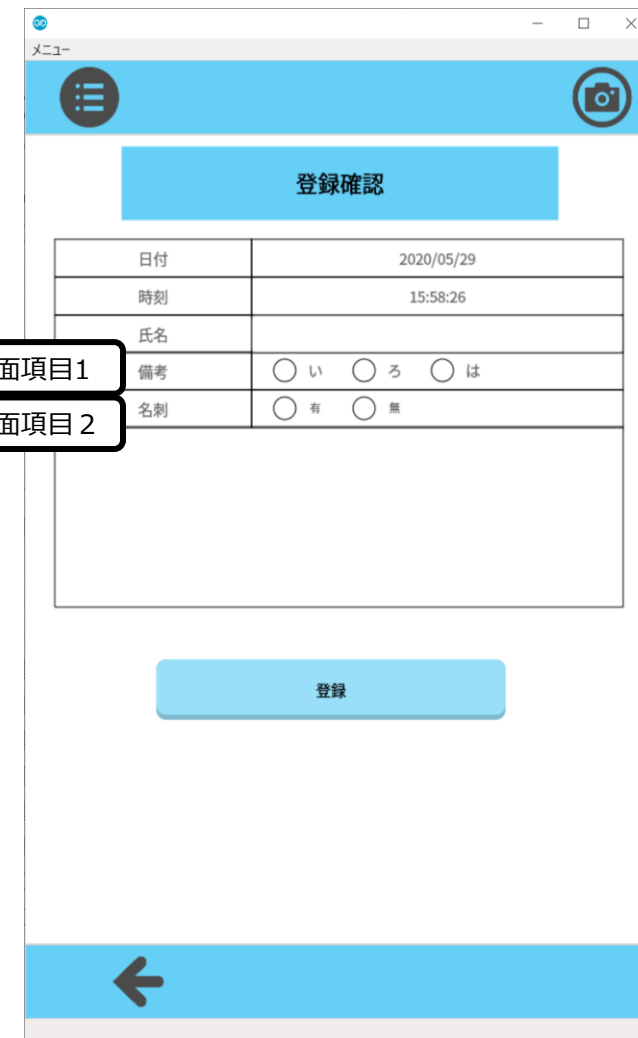 メニュー
登録確認
日付 2020/05/29
時刻 15:58:26
氏名
面項目1 備考 い ろ は
面項目２ 名刺 有 無
登録